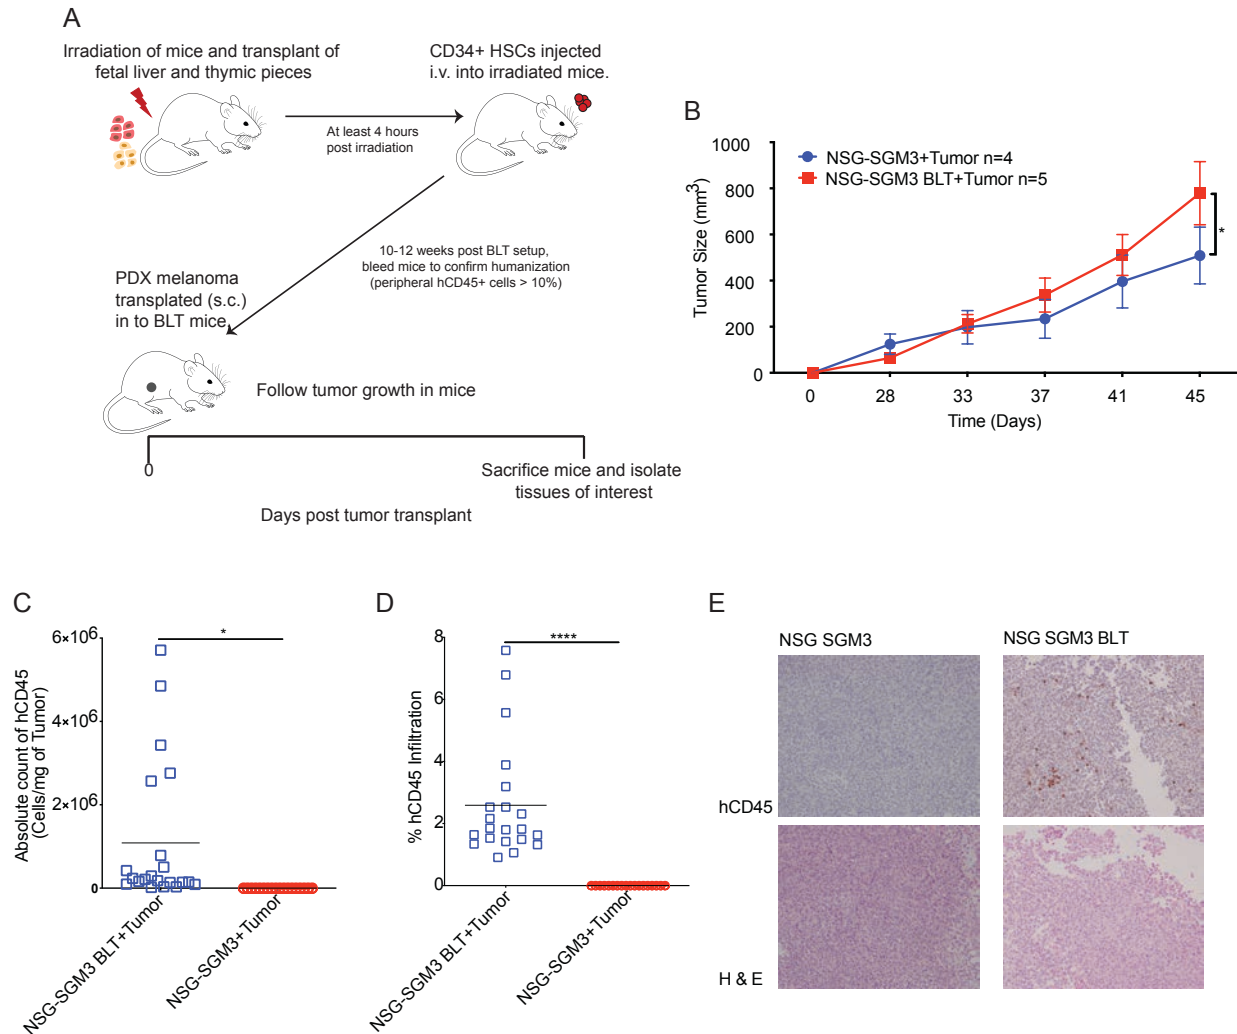 A
Irradiation of mice and transplant of
fetal liver and thymic pieces
CD34+ HSCs injected
i.v. into irradiated mice.
At least 4 hours
post irradiation
10-12 weeks post BLT setup,
bleed mice to confirm humanization
(peripheral hCD45+ cells > 10%)
PDX melanoma
transplanted (s.c.)
in to BLT mice
Follow tumor growth in mice
0
Sacrifice mice and isolate
tissues of interest
Days post tumor transplant
B
NSG-SGM3+Tumor n=4
NSG-SGM3 BLT+Tumor n=5
Tumor Size (mm3)
1000
800
600
400
200
0
*
0 28 33 37 41 45
Time (Days)
C
Absolute count of hCD45
(Cells/mg of Tumor)
6×106
4×106
2×106
0
*
NSG-SGM3 BLT+Tumor
NSG-SGM3+Tumor
D
% hCD45 Infiltration
8
6
4
2
0
****
NSG-SGM3 BLT+Tumor
NSG-SGM3+Tumor
E
NSG SGM3
NSG SGM3 BLT
hCD45
H & E